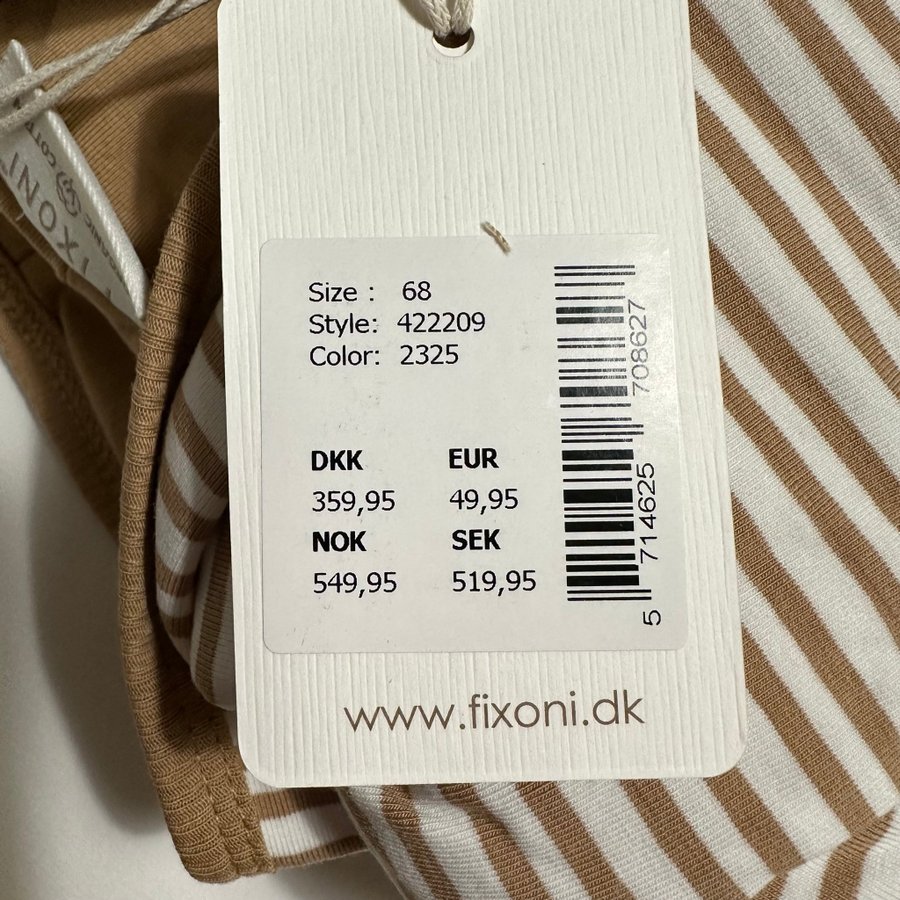 FIXONI
Size : 68
Style: 422209
Color: 2325
DKK EUR
359,95 49,95
NOK SEK
549,95 519,95
5 714625 708627
www.fixoni.dk